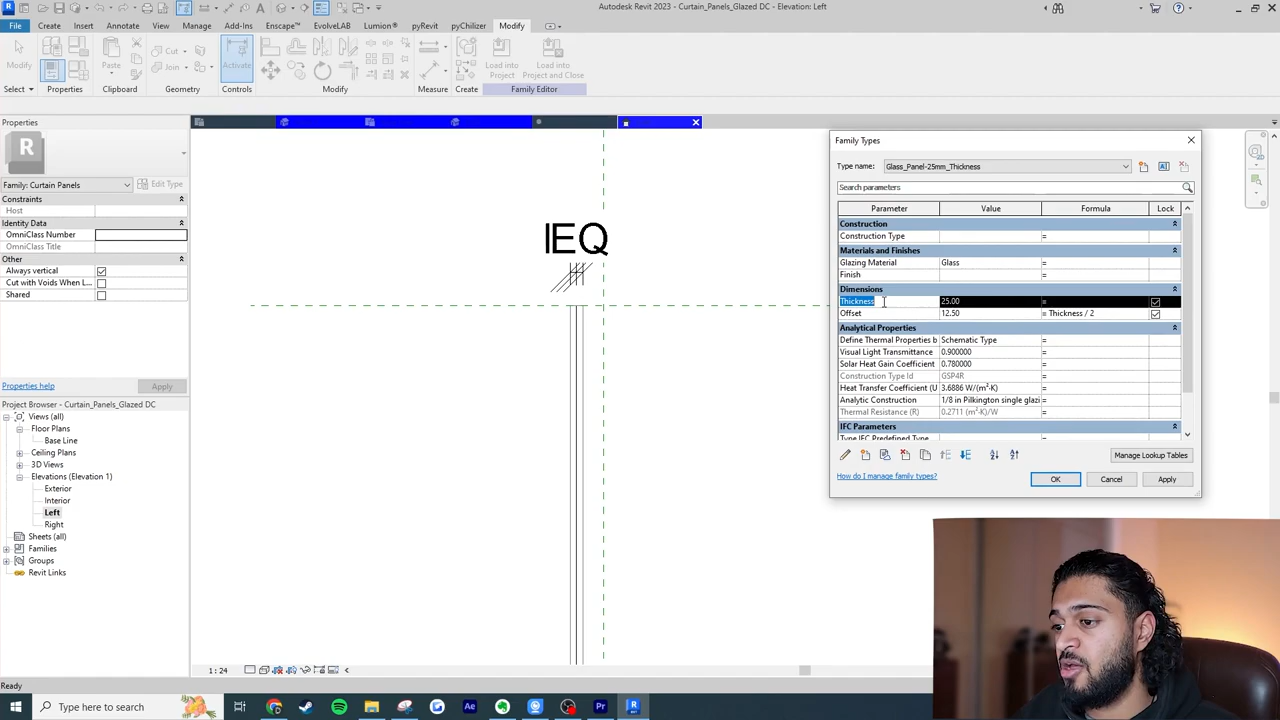 Autodesk Revit 2023 - Curtain_Panels_Glazed DC - Elevation: Left
File Create Insert Annotate View Manage Add-Ins Enscape™ EvolveLAB Lumion® pyRevit pyChilizer Modify
Modify Paste Cut Join Activate Load into Project Load into Project and Close
Select Properties Clipboard Geometry Controls Modify Measure Create Family Editor
Properties
R
Family: Curtain Panels Edit Type
Constraints
Host
Identity Data
OmniClass Number
OmniClass Title
Other
Always vertical
Cut with Voids When L...
Shared
Properties help Apply
Project Browser - Curtain_Panels_Glazed DC
Views (all)
Floor Plans
Base Line
Ceiling Plans
3D Views
Elevations (Elevation 1)
Exterior
Interior
Left
Right
Sheets (all)
Families
Groups
Revit Links
EQ
1 : 24
Family Types
Type name: Glass_Panel-25mm_Thickness
Search parameters
Parameter Value Formula Lock
Construction
Construction Type =
Materials and Finishes
Glazing Material Glass =
Finish =
Dimensions
Thickness 25.00 =
Offset 12.50 = Thickness / 2
Analytical Properties
Define Thermal Properties b Schematic Type =
Visual Light Transmittance 0.900000 =
Solar Heat Gain Coefficient 0.780000 =
Construction Type Id GSP4R =
Heat Transfer Coefficient (U 3.6886 W/(m²·K) =
Analytic Construction 1/8 in Pilkington single glazi =
Thermal Resistance (R) 0.2711 (m²·K)/W =
IFC Parameters
Type IFC Predefined Type =
Manage Lookup Tables
How do I manage family types?
OK Cancel Apply
Ready
Type here to search